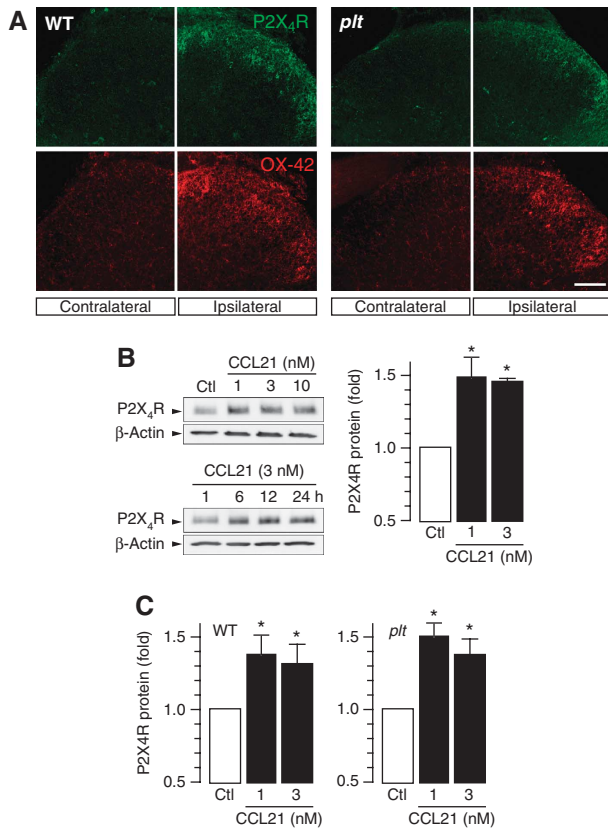 A
WT
P2X₄R
plt
OX-42
Contralateral
Ipsilateral
Contralateral
Ipsilateral
B
CCL21 (nM)
Ctl 1 3 10
P2X₄R
β-Actin
CCL21 (3 nM)
1 6 12 24 h
P2X₄R
β-Actin
P2X4R protein (fold)
1.5
1.0
0.5
Ctl 1 3
CCL21 (nM)
* *
C
P2X4R protein (fold)
WT
1.5
1.0
0.5
* *
Ctl 1 3
CCL21 (nM)
plt
1.5
1.0
0.5
* *
Ctl 1 3
CCL21 (nM)